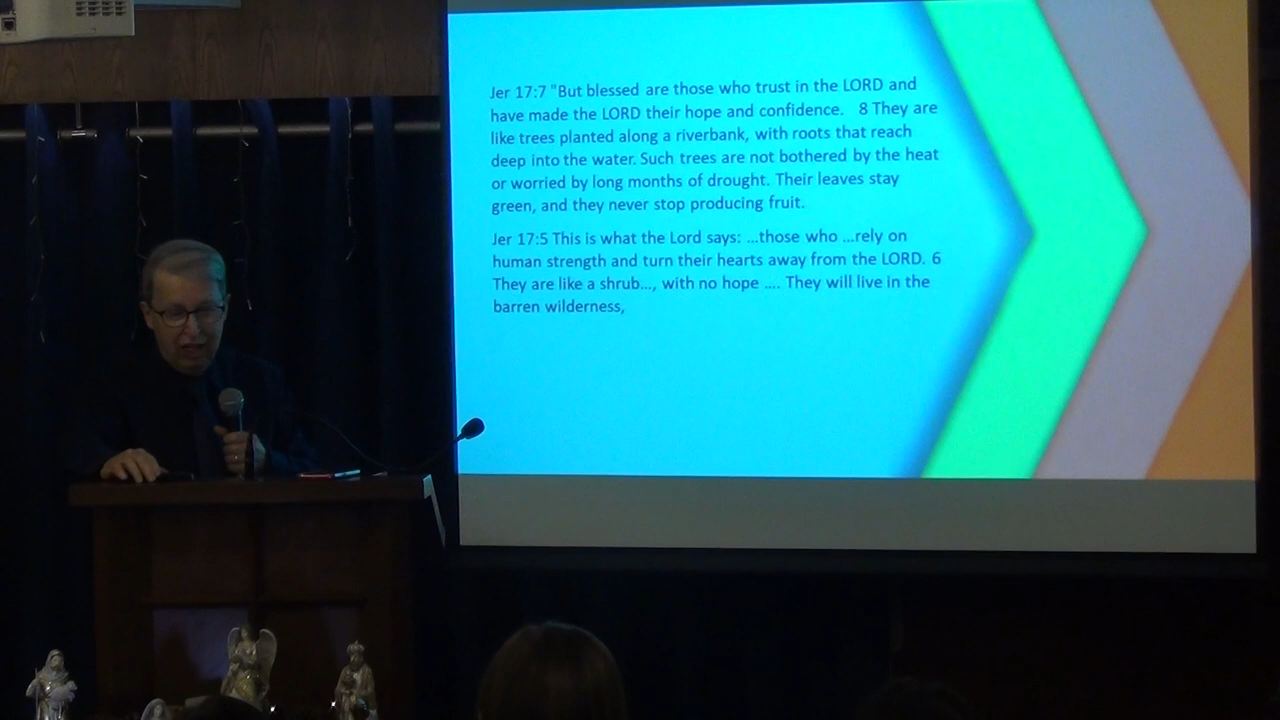 Jer 17:7 "But blessed are those who trust in the LORD and
have made the LORD their hope and confidence.   8 They are
like trees planted along a riverbank, with roots that reach
deep into the water. Such trees are not bothered by the heat
or worried by long months of drought. Their leaves stay
green, and they never stop producing fruit.
Jer 17:5 This is what the Lord says: ...those who ...rely on
human strength and turn their hearts away from the LORD. 6
They are like a shrub..., with no hope .... They will live in the
barren wilderness,